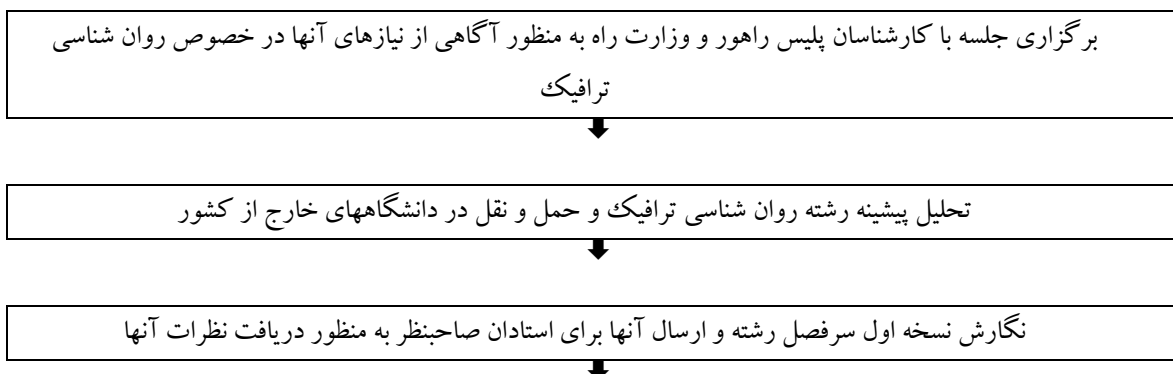 برگزاری جلسه با کارشناسان پلیس راهور و وزارت راه به منظور آگاهی از نیازهای آنها در خصوص روان شناسی
ترافیک
تحلیل پیشینه رشته روان شناسی ترافیک و حمل و نقل در دانشگاههای خارج از کشور
نگارش نسخه اول سرفصل رشته و ارسال آنها برای استادان صاحبنظر به منظور دریافت نظرات آنها